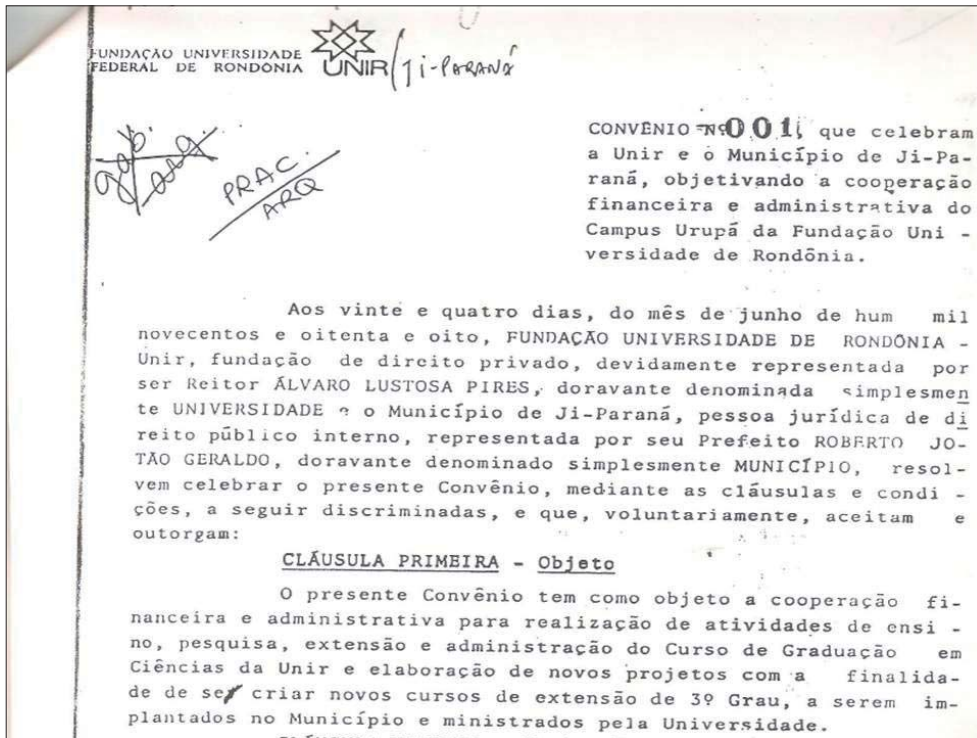 FUNDAÇÃO UNIVERSIDADE
FEDERAL DE RONDONIA
UNIR / Ji-PARANÁ
PRAC.
ARQ
CONVÊNIO Nº 001, que celebram
a Unir e o Município de Ji-Pa-
raná, objetivando a cooperação
financeira e administrativa do
Campus Urupá da Fundação Uni -
versidade de Rondônia.
Aos vinte e quatro dias, do mês de junho de hum mil
novecentos e oitenta e oito, FUNDAÇÃO UNIVERSIDADE DE RONDÔNIA -
Unir, fundação de direito privado, devidamente representada por
ser Reitor ÁLVARO LUSTOSA PIRES, doravante denominada simplesmen
te UNIVERSIDADE e o Município de Ji-Paraná, pessoa jurídica de di
reito público interno, representada por seu Prefeito ROBERTO JO-
TÃO GERALDO, doravante denominado simplesmente MUNICÍPIO, resol-
vem celebrar o presente Convênio, mediante as cláusulas e condi -
ções, a seguir discriminadas, e que, voluntariamente, aceitam e
outorgam:
CLÁUSULA PRIMEIRA - Objeto
O presente Convênio tem como objeto a cooperação fi-
nanceira e administrativa para realização de atividades de ensi -
no, pesquisa, extensão e administração do Curso de Graduação em
Ciências da Unir e elaboração de novos projetos com a finalida-
de de se criar novos cursos de extensão de 3º Grau, a serem im-
plantados no Município e ministrados pela Universidade.